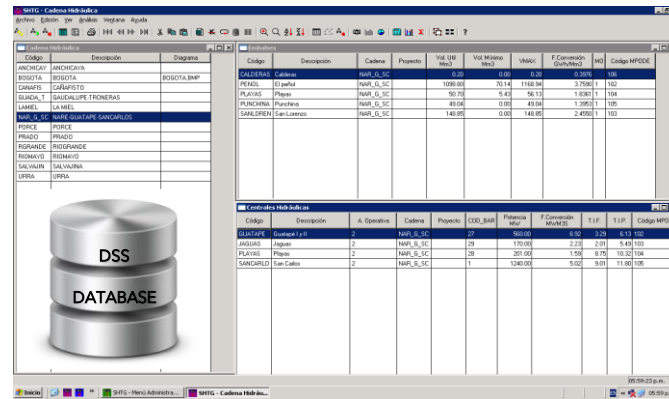 SHTG - Cadena Hidráulica
Archivo Edición Ver Análisis Ventana Ayuda
Cadena Hidráulica
Código Descripción Diagrama
ANCHICAY ANCHICAYA
BOGOTA BOGOTA BOGOTA.BMP
CANAFIS CAÑAFISTO
GUADA_T GAUDALUPE-TRONERAS
LAMIEL LA MIEL
NAR_G_SC NARE-GUATAPE-SANCARLOS
PORCE PORCE
PRADO PRADO
RGRANDE RIOGRANDE
RIOMAYO RIOMAYO
SALVAJIN SALVAJINA
URRA URRA
DSS
DATABASE
Embalses
Código Descripción Cadena Proyecto Vol. Util Mm3 Vol. Mínimo Mm3 VMAX F.Conversión GWh/Mm3 MO Código MPODE
CALDERAS Calderas NAR_G_SC 0.20 0.00 0.20 0.3976 106
PENOL El peñol NAR_G_SC 1098.80 70.14 1168.94 3.7590 1 102
PLAYAS Playas NAR_G_SC 50.70 5.43 56.13 1.8361 1 104
PUNCHINA Punchina NAR_G_SC 49.04 0.00 49.04 1.3953 1 105
SANLOREN San Lorenzo NAR_G_SC 148.85 0.00 148.85 2.4550 1 103
Centrales Hidráulicas
Código Descripción A. Operativa Cadena Proyecto COD_BAR Potencia MW F.Conversión MW/M3S T.I.F. T.I.P. Código MPO
GUATAPE Guatapé I y II 2 NAR_G_SC 27 560.00 6.92 3.29 6.13 102
JAGUAS Jaguas 2 NAR_G_SC 29 170.00 2.23 2.01 5.49 103
PLAYAS Playas 2 NAR_G_SC 28 201.00 1.59 8.75 10.32 104
SANCARLO San Carlos 2 NAR_G_SC 1 1240.00 5.02 9.01 11.80 105
05:59:23 p.m.
Inicio SHTG - Menú Administra... SHTG - Cadena Hidráu... 05:59 p